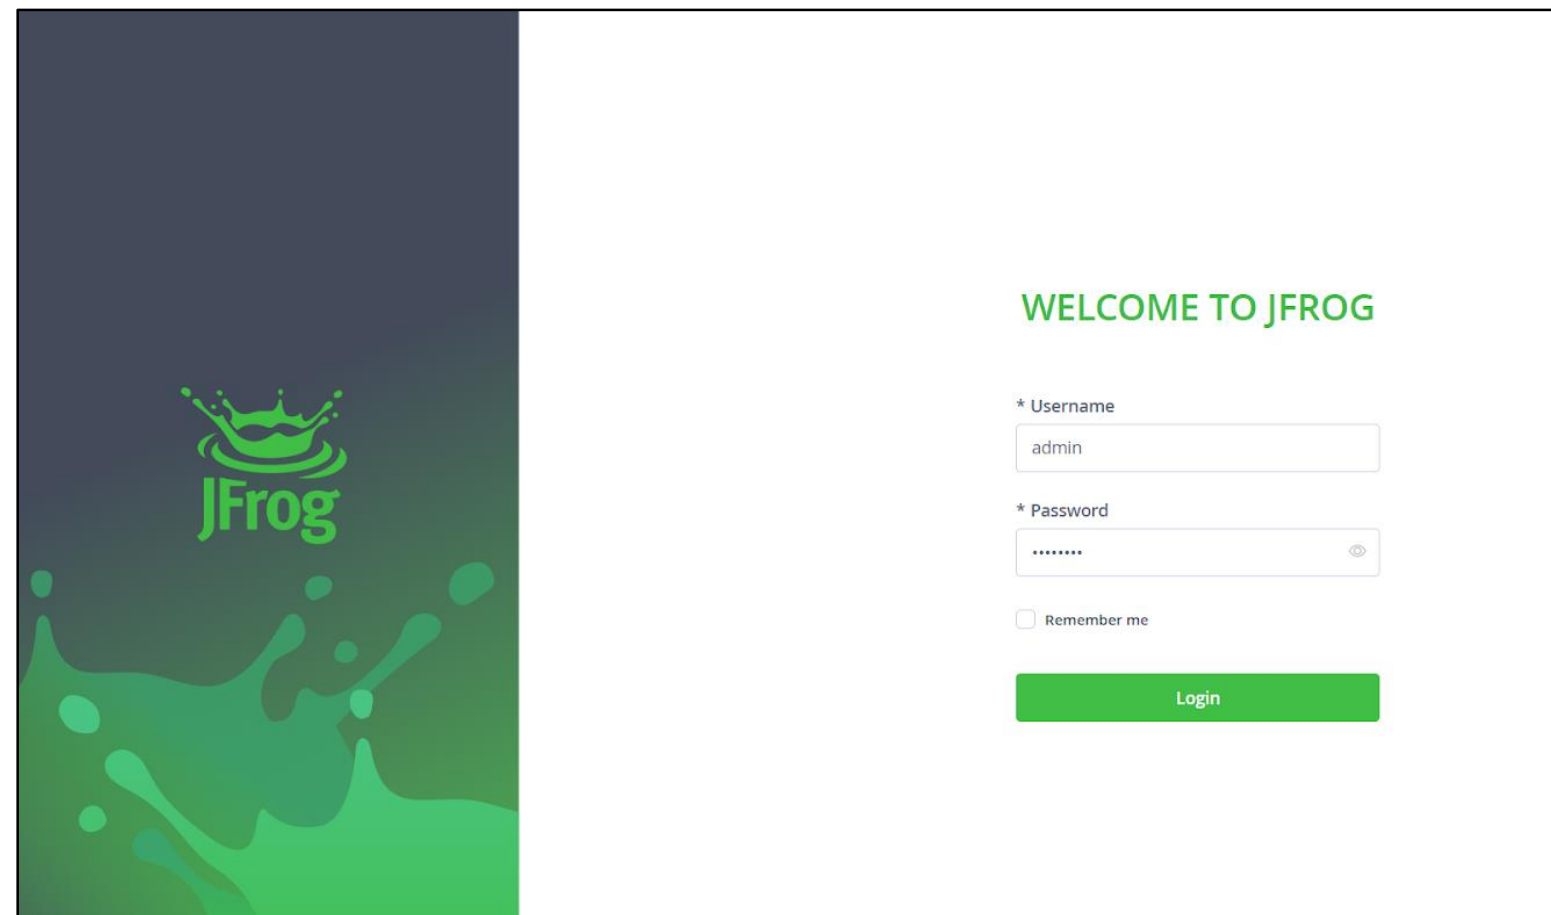 JFrog
WELCOME TO JFROG
* Username
admin
* Password
••••••••
Remember me
Login